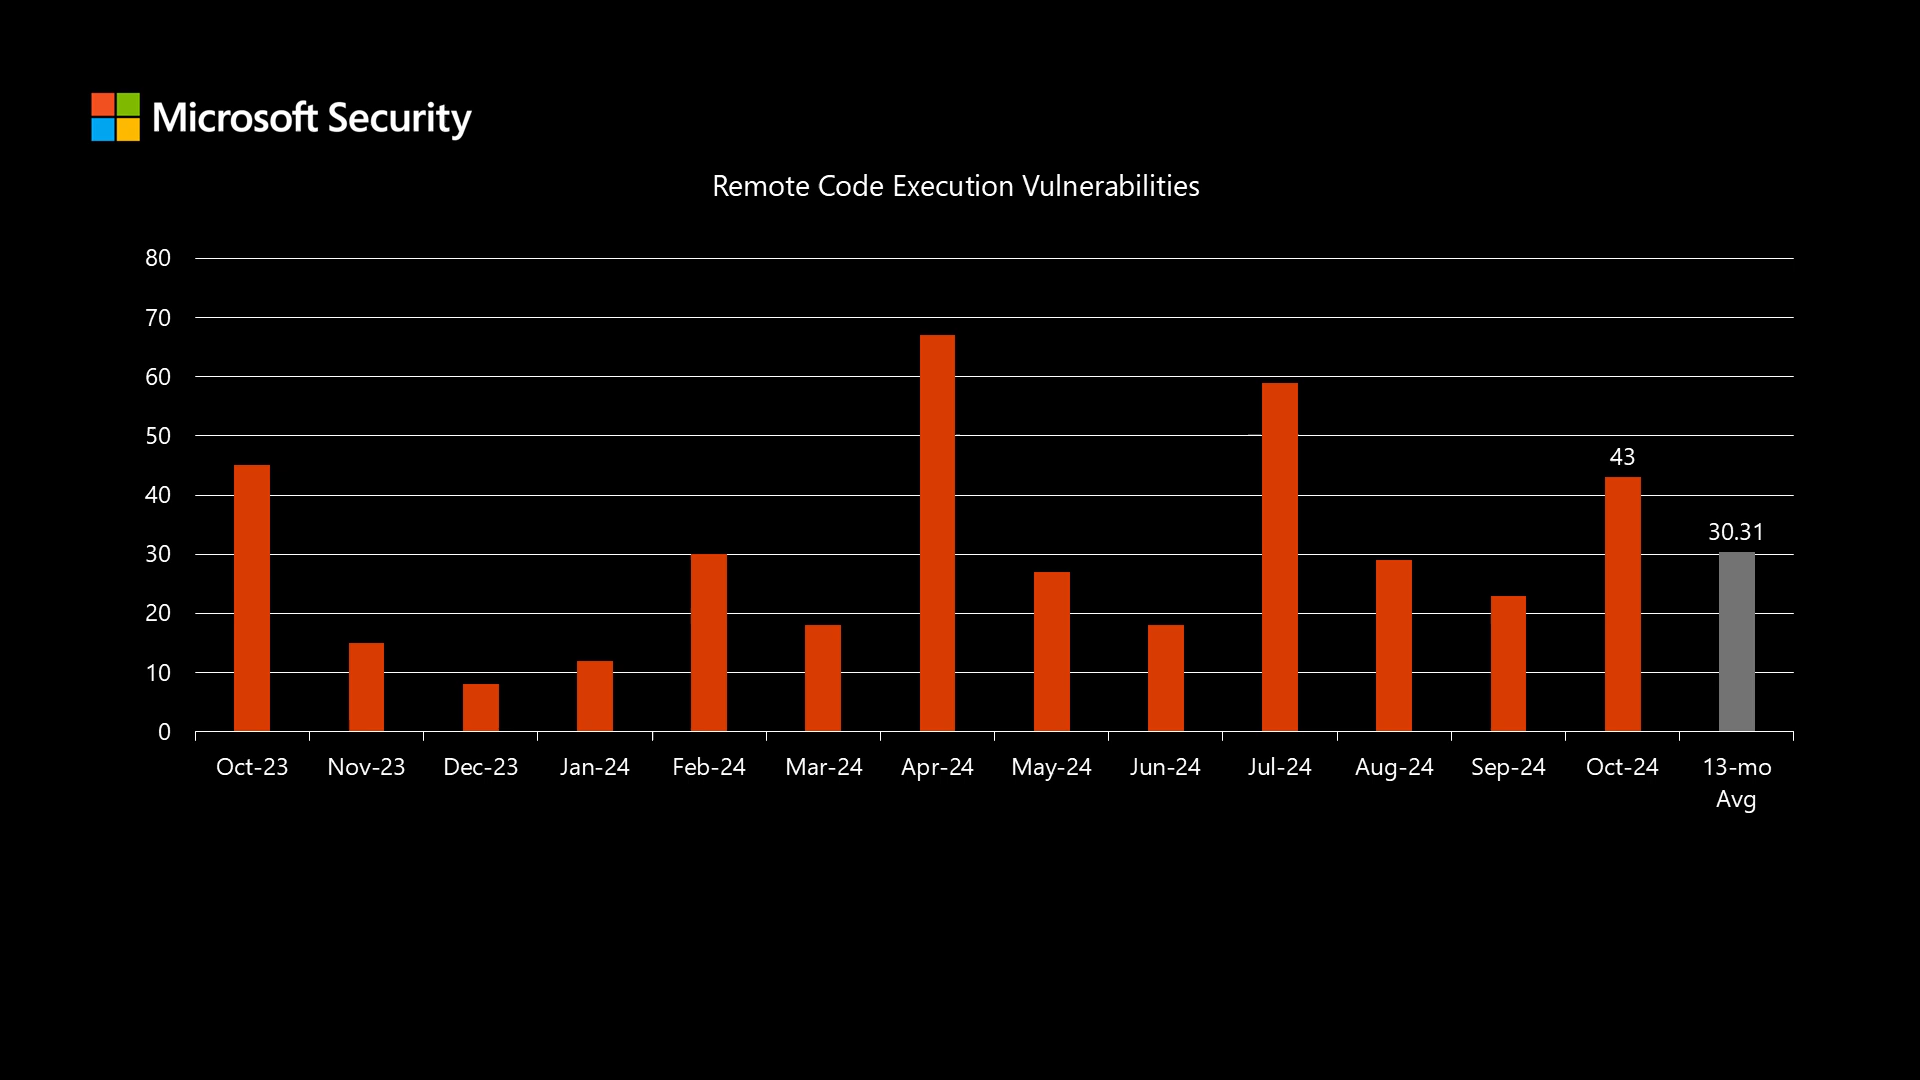 Microsoft Security
Remote Code Execution Vulnerabilities
80
70
60
50
40
30
20
10
0
43
30.31
Oct-23 Nov-23 Dec-23 Jan-24 Feb-24 Mar-24 Apr-24 May-24 Jun-24 Jul-24 Aug-24 Sep-24 Oct-24 13-mo
Avg